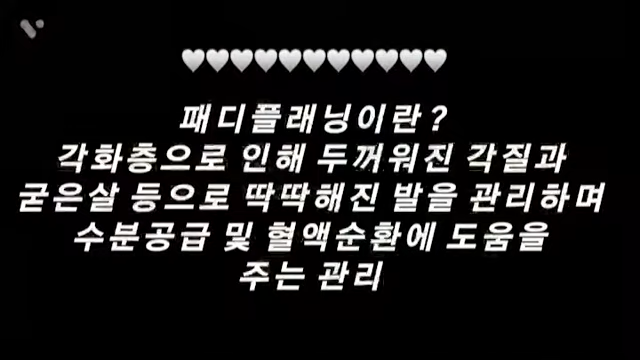 🤍🤍🤍🤍🤍🤍🤍🤍🤍🤍🤍
패디플래닝이란?
각화층으로 인해 두꺼워진 각질과
굳은살 등으로 딱딱해진 발을 관리하며
수분공급 및 혈액순환에 도움을
주는 관리